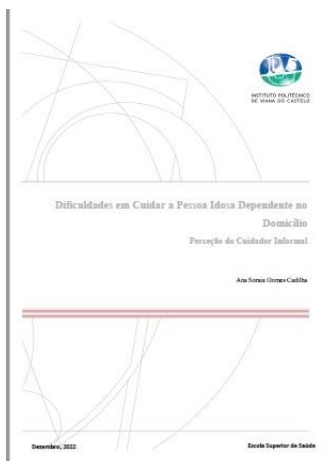 INSTITUTO POLITÉCNICO
DE VIANA DO CASTELO
Dificuldades em Cuidar a Pessoa Idosa Dependente no
Domicílio
Perceção do Cuidador Informal
Ana Sorais Gomes Cadilha
Dezembro, 2022
Escola Superior de Saúde